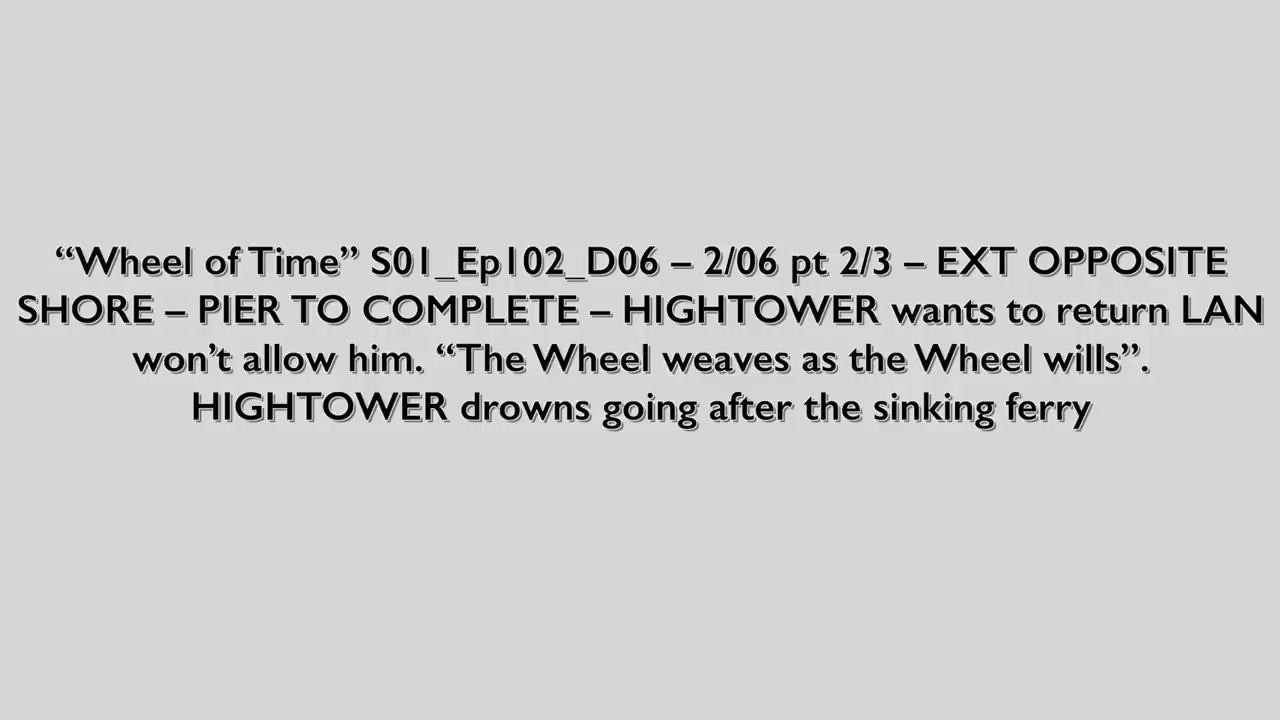 “Wheel of Time” S01_Ep102_D06 – 2/06 pt 2/3 – EXT OPPOSITE
SHORE – PIER TO COMPLETE – HIGHTOWER wants to return LAN
won’t allow him. “The Wheel weaves as the Wheel wills”.
HIGHTOWER drowns going after the sinking ferry